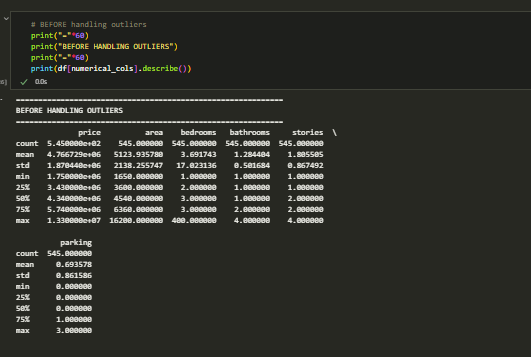 # BEFORE handling outliers
print("="*60)
print("BEFORE HANDLING OUTLIERS")
print("="*60)
print(df[numerical_cols].describe())
0.0s
============================================================
BEFORE HANDLING OUTLIERS
============================================================
price area bedrooms bathrooms stories \
count 5.450000e+02 545.000000 545.000000 545.000000 545.000000
mean 4.766729e+06 5123.935780 3.691743 1.284404 1.805505
std 1.870440e+06 2138.255747 17.023136 0.501684 0.867492
min 1.750000e+06 1650.000000 1.000000 1.000000 1.000000
25% 3.430000e+06 3600.000000 2.000000 1.000000 1.000000
50% 4.340000e+06 4540.000000 3.000000 1.000000 2.000000
75% 5.740000e+06 6360.000000 3.000000 2.000000 2.000000
max 1.330000e+07 16200.000000 400.000000 4.000000 4.000000
parking
count 545.000000
mean 0.693578
std 0.861586
min 0.000000
25% 0.000000
50% 0.000000
75% 1.000000
max 3.000000